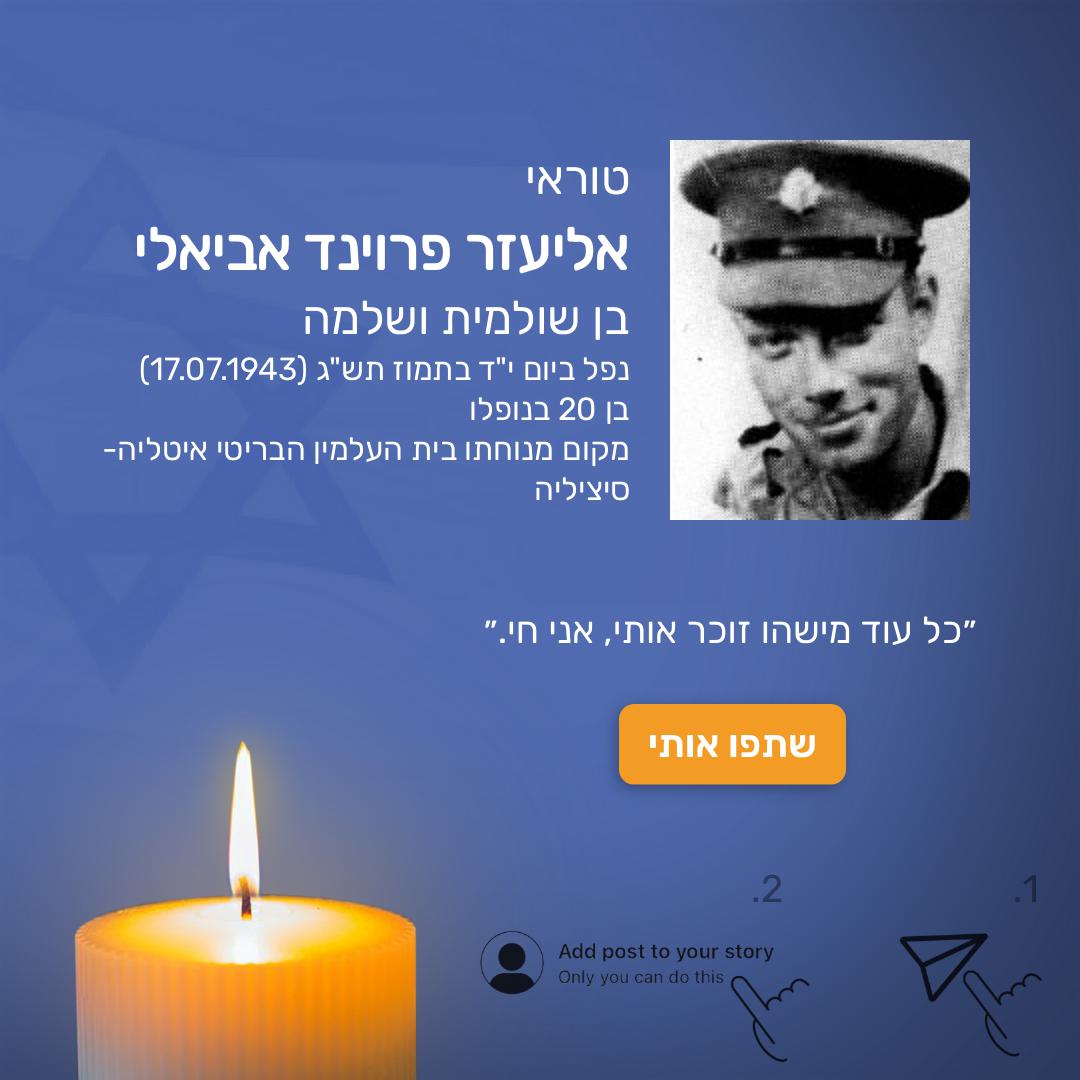 טוראי
אליעזר פרוינד אביאלי
בן שולמית ושלמה
נפל ביום י"ד בתמוז תש"ג (17.07.1943)
בן 20 בנופלו
מקום מנוחתו בית העלמין הבריטי איטליה-
סיציליה
״כל עוד מישהו זוכר אותי, אני חי.״
שתפו אותי
.1
.2
Add post to your story
Only you can do this